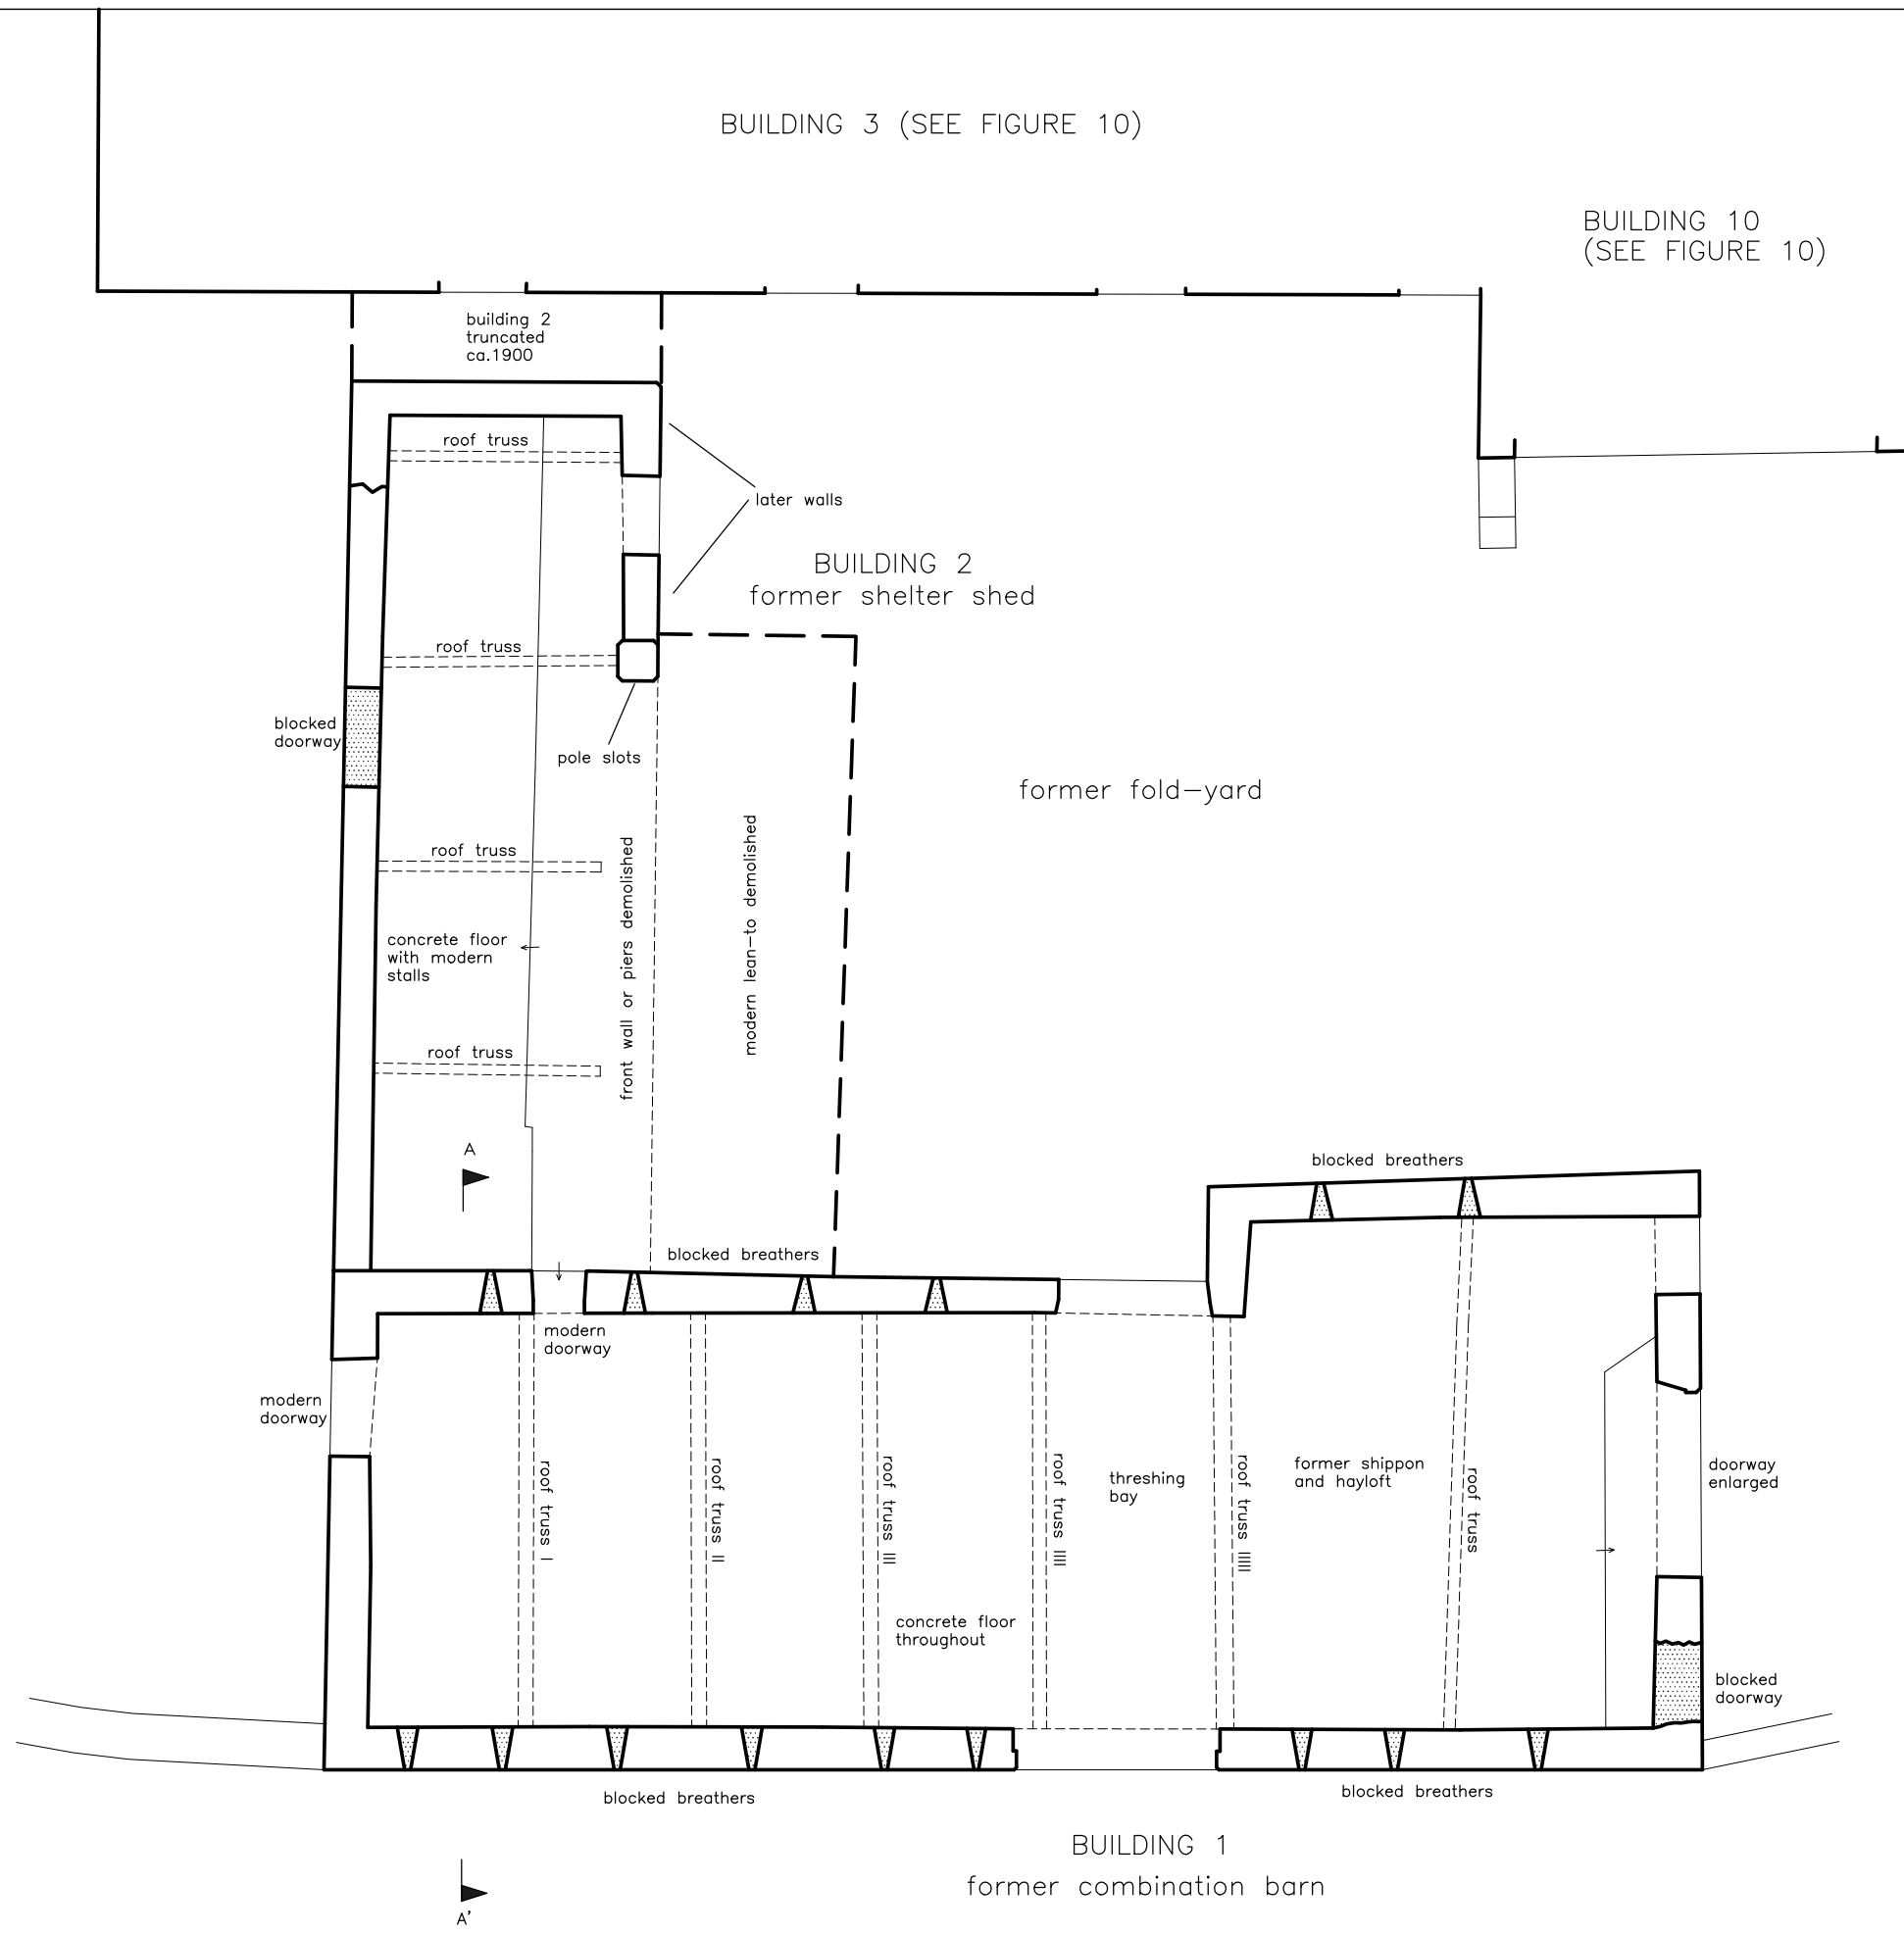 BUILDING 3 (SEE FIGURE 10)
BUILDING 10
(SEE FIGURE 10)
building 2
truncated
ca.1900
roof truss
later walls
BUILDING 2
former shelter shed
roof truss
blocked
doorway
pole slots
former fold-yard
roof truss
front wall or piers demolished
modern lean-to demolished
concrete floor
with modern
stalls
roof truss
A
blocked breathers
blocked breathers
modern
doorway
modern
doorway
roof truss I
roof truss II
roof truss III
roof truss IIII
threshing
bay
roof truss IIIII
former shippon
and hayloft
roof truss
doorway
enlarged
concrete floor
throughout
blocked
doorway
blocked breathers
blocked breathers
BUILDING 1
former combination barn
A'